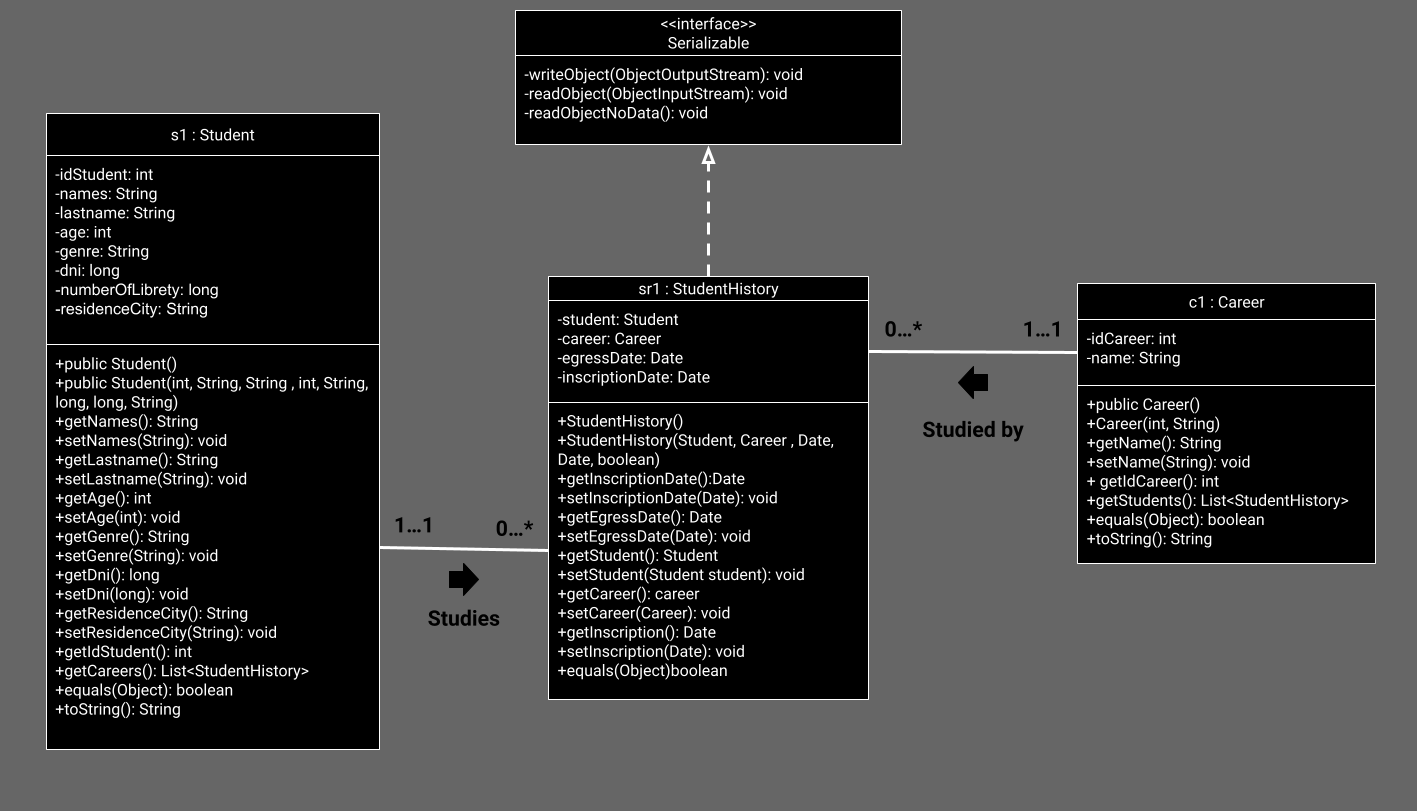 <<interface>>
Serializable
-writeObject(ObjectOutputStream): void
-readObject(ObjectInputStream): void
-readObjectNoData(): void
s1 : Student
-idStudent: int
-names: String
-lastname: String
-age: int
-genre: String
-dni: long
-numberOfLibrety: long
-residenceCity: String
+public Student()
+public Student(int, String, String , int, String,
long, long, String)
+getNames(): String
+setNames(String): void
+getLastname(): String
+setLastname(String): void
+getAge(): int
+setAge(int): void
+getGenre(): String
+setGenre(String): void
+getDni(): long
+setDni(long): void
+getResidenceCity(): String
+setResidenceCity(String): void
+getIdStudent(): int
+getCareers(): List<StudentHistory>
+equals(Object): boolean
+toString(): String
1...1
0...*
Studies
sr1 : StudentHistory
-student: Student
-career: Career
-egressDate: Date
-inscriptionDate: Date
+StudentHistory()
+StudentHistory(Student, Career , Date,
Date, boolean)
+getInscriptionDate():Date
+setInscriptionDate(Date): void
+getEgressDate(): Date
+setEgressDate(Date): void
+getStudent(): Student
+setStudent(Student student): void
+getCareer(): career
+setCareer(Career): void
+getInscription(): Date
+setInscription(Date): void
+equals(Object)boolean
0...*
1...1
Studied by
c1 : Career
-idCareer: int
-name: String
+public Career()
+Career(int, String)
+getName(): String
+setName(String): void
+ getIdCareer(): int
+getStudents(): List<StudentHistory>
+equals(Object): boolean
+toString(): String